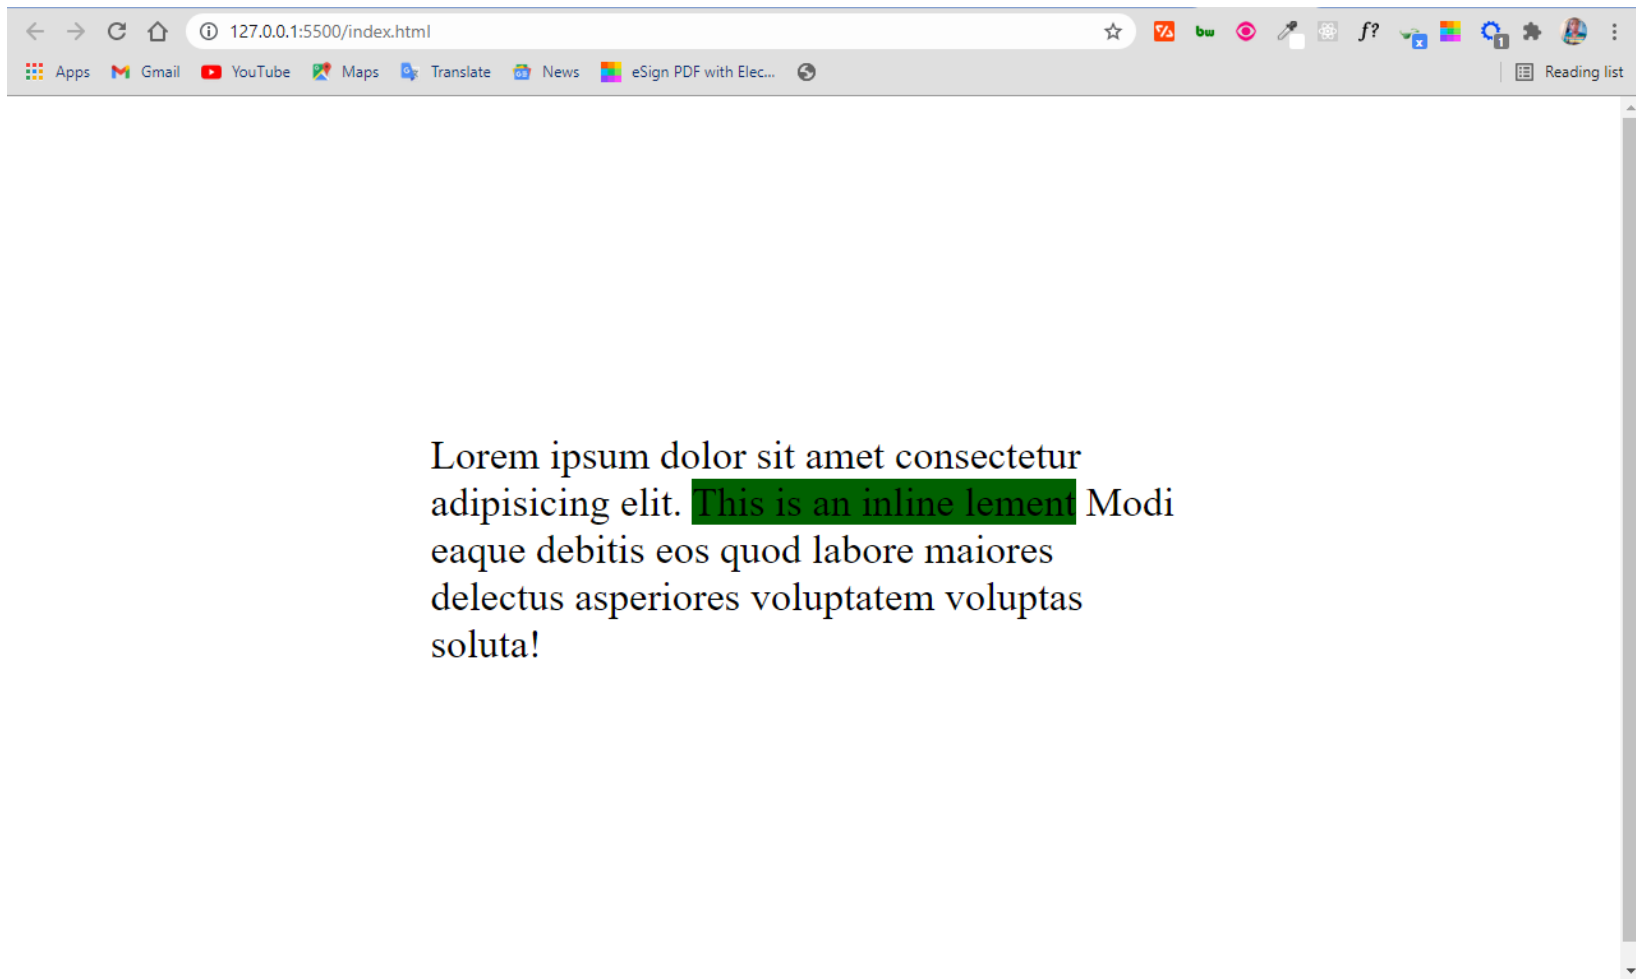 127.0.0.1:5500/index.html
bw
f?
x
1
Apps
Gmail
YouTube
Maps
Translate
News
eSign PDF with Elec...
Reading list
Lorem ipsum dolor sit amet consectetur
adipisicing elit. This is an inline lement Modi
eaque debitis eos quod labore maiores
delectus asperiores voluptatem voluptas
soluta!